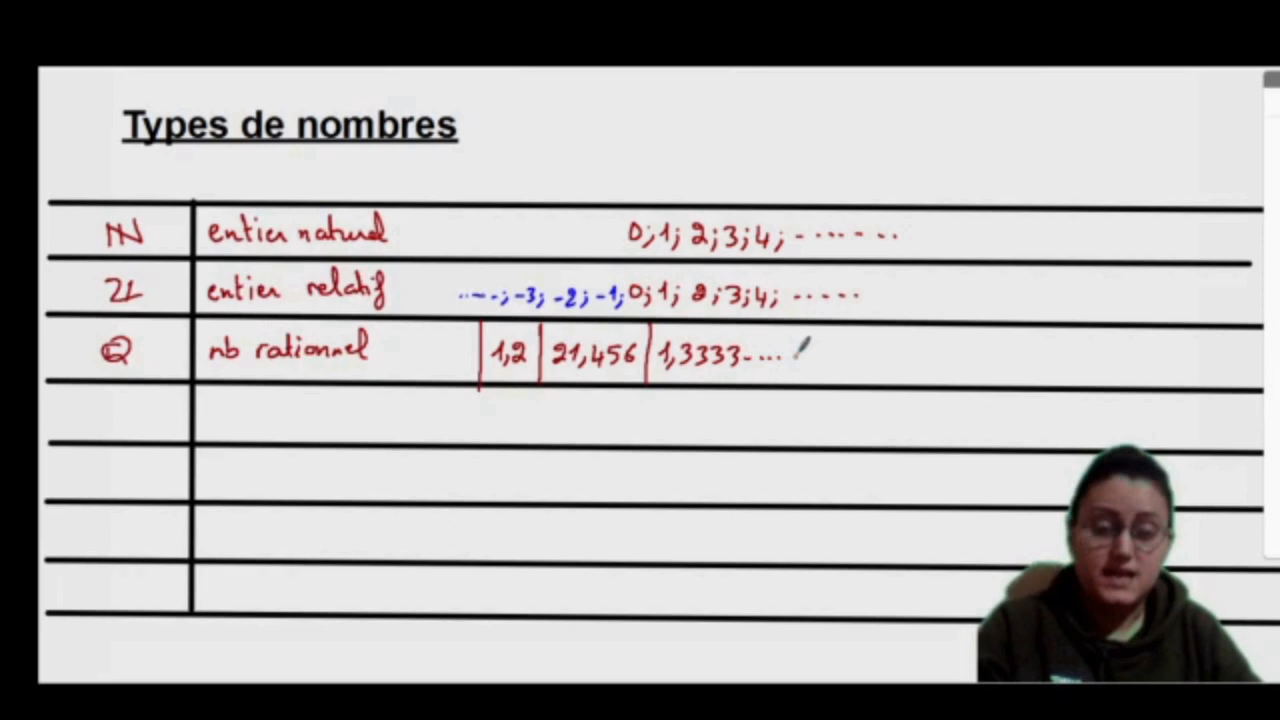 Types de nombres
ℕ entier naturel 0; 1; 2; 3; 4; - ......
ℤ entier relatif ....; -3; -2; -1; 0; 1; 2; 3; 4; .....
ℚ nb rationnel 1,2 21,456 1,3333-...